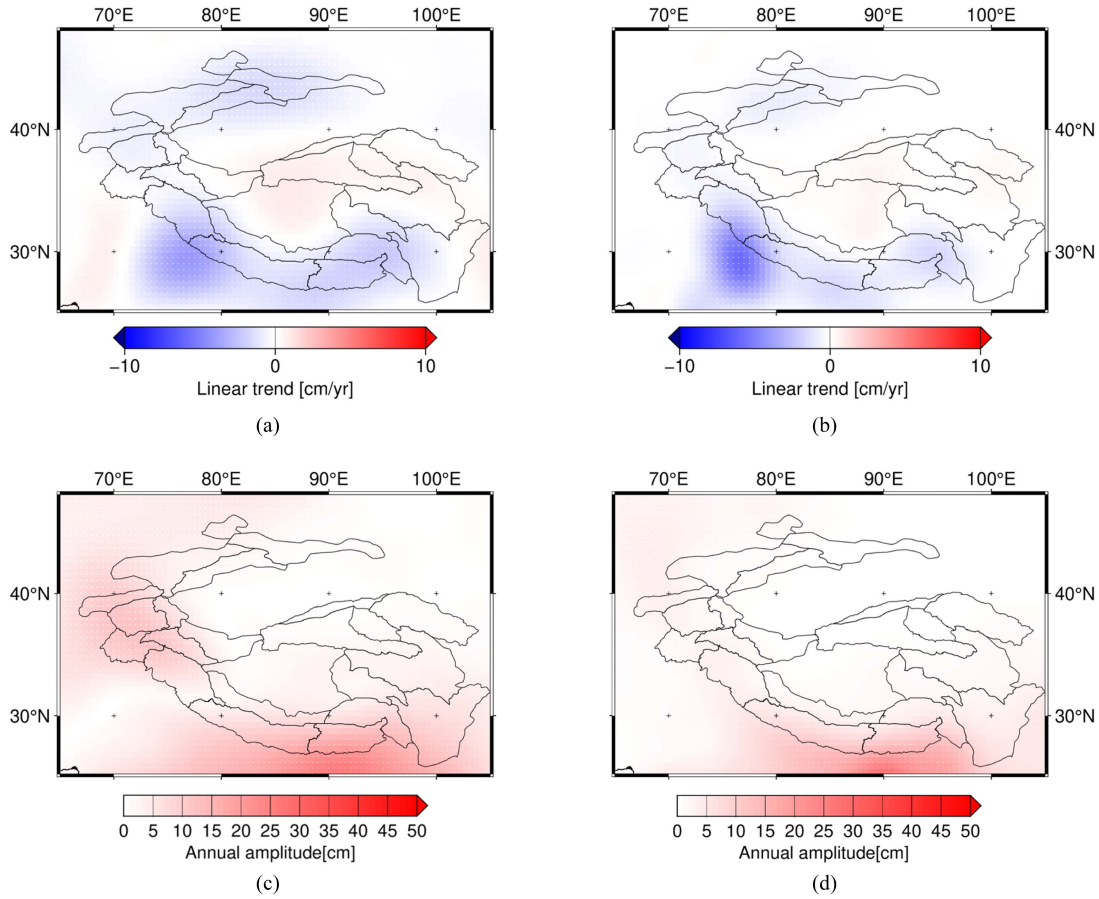 70°E 80°E 90°E 100°E 70°E 80°E 90°E 100°E
40°N 40°N
30°N 30°N
−10 0 10 −10 0 10
Linear trend [cm/yr] Linear trend [cm/yr]
(a) (b)
70°E 80°E 90°E 100°E 70°E 80°E 90°E 100°E
40°N 40°N
30°N 30°N
0 5 10 15 20 25 30 35 40 45 50 0 5 10 15 20 25 30 35 40 45 50
Annual amplitude[cm] Annual amplitude[cm]
(c) (d)